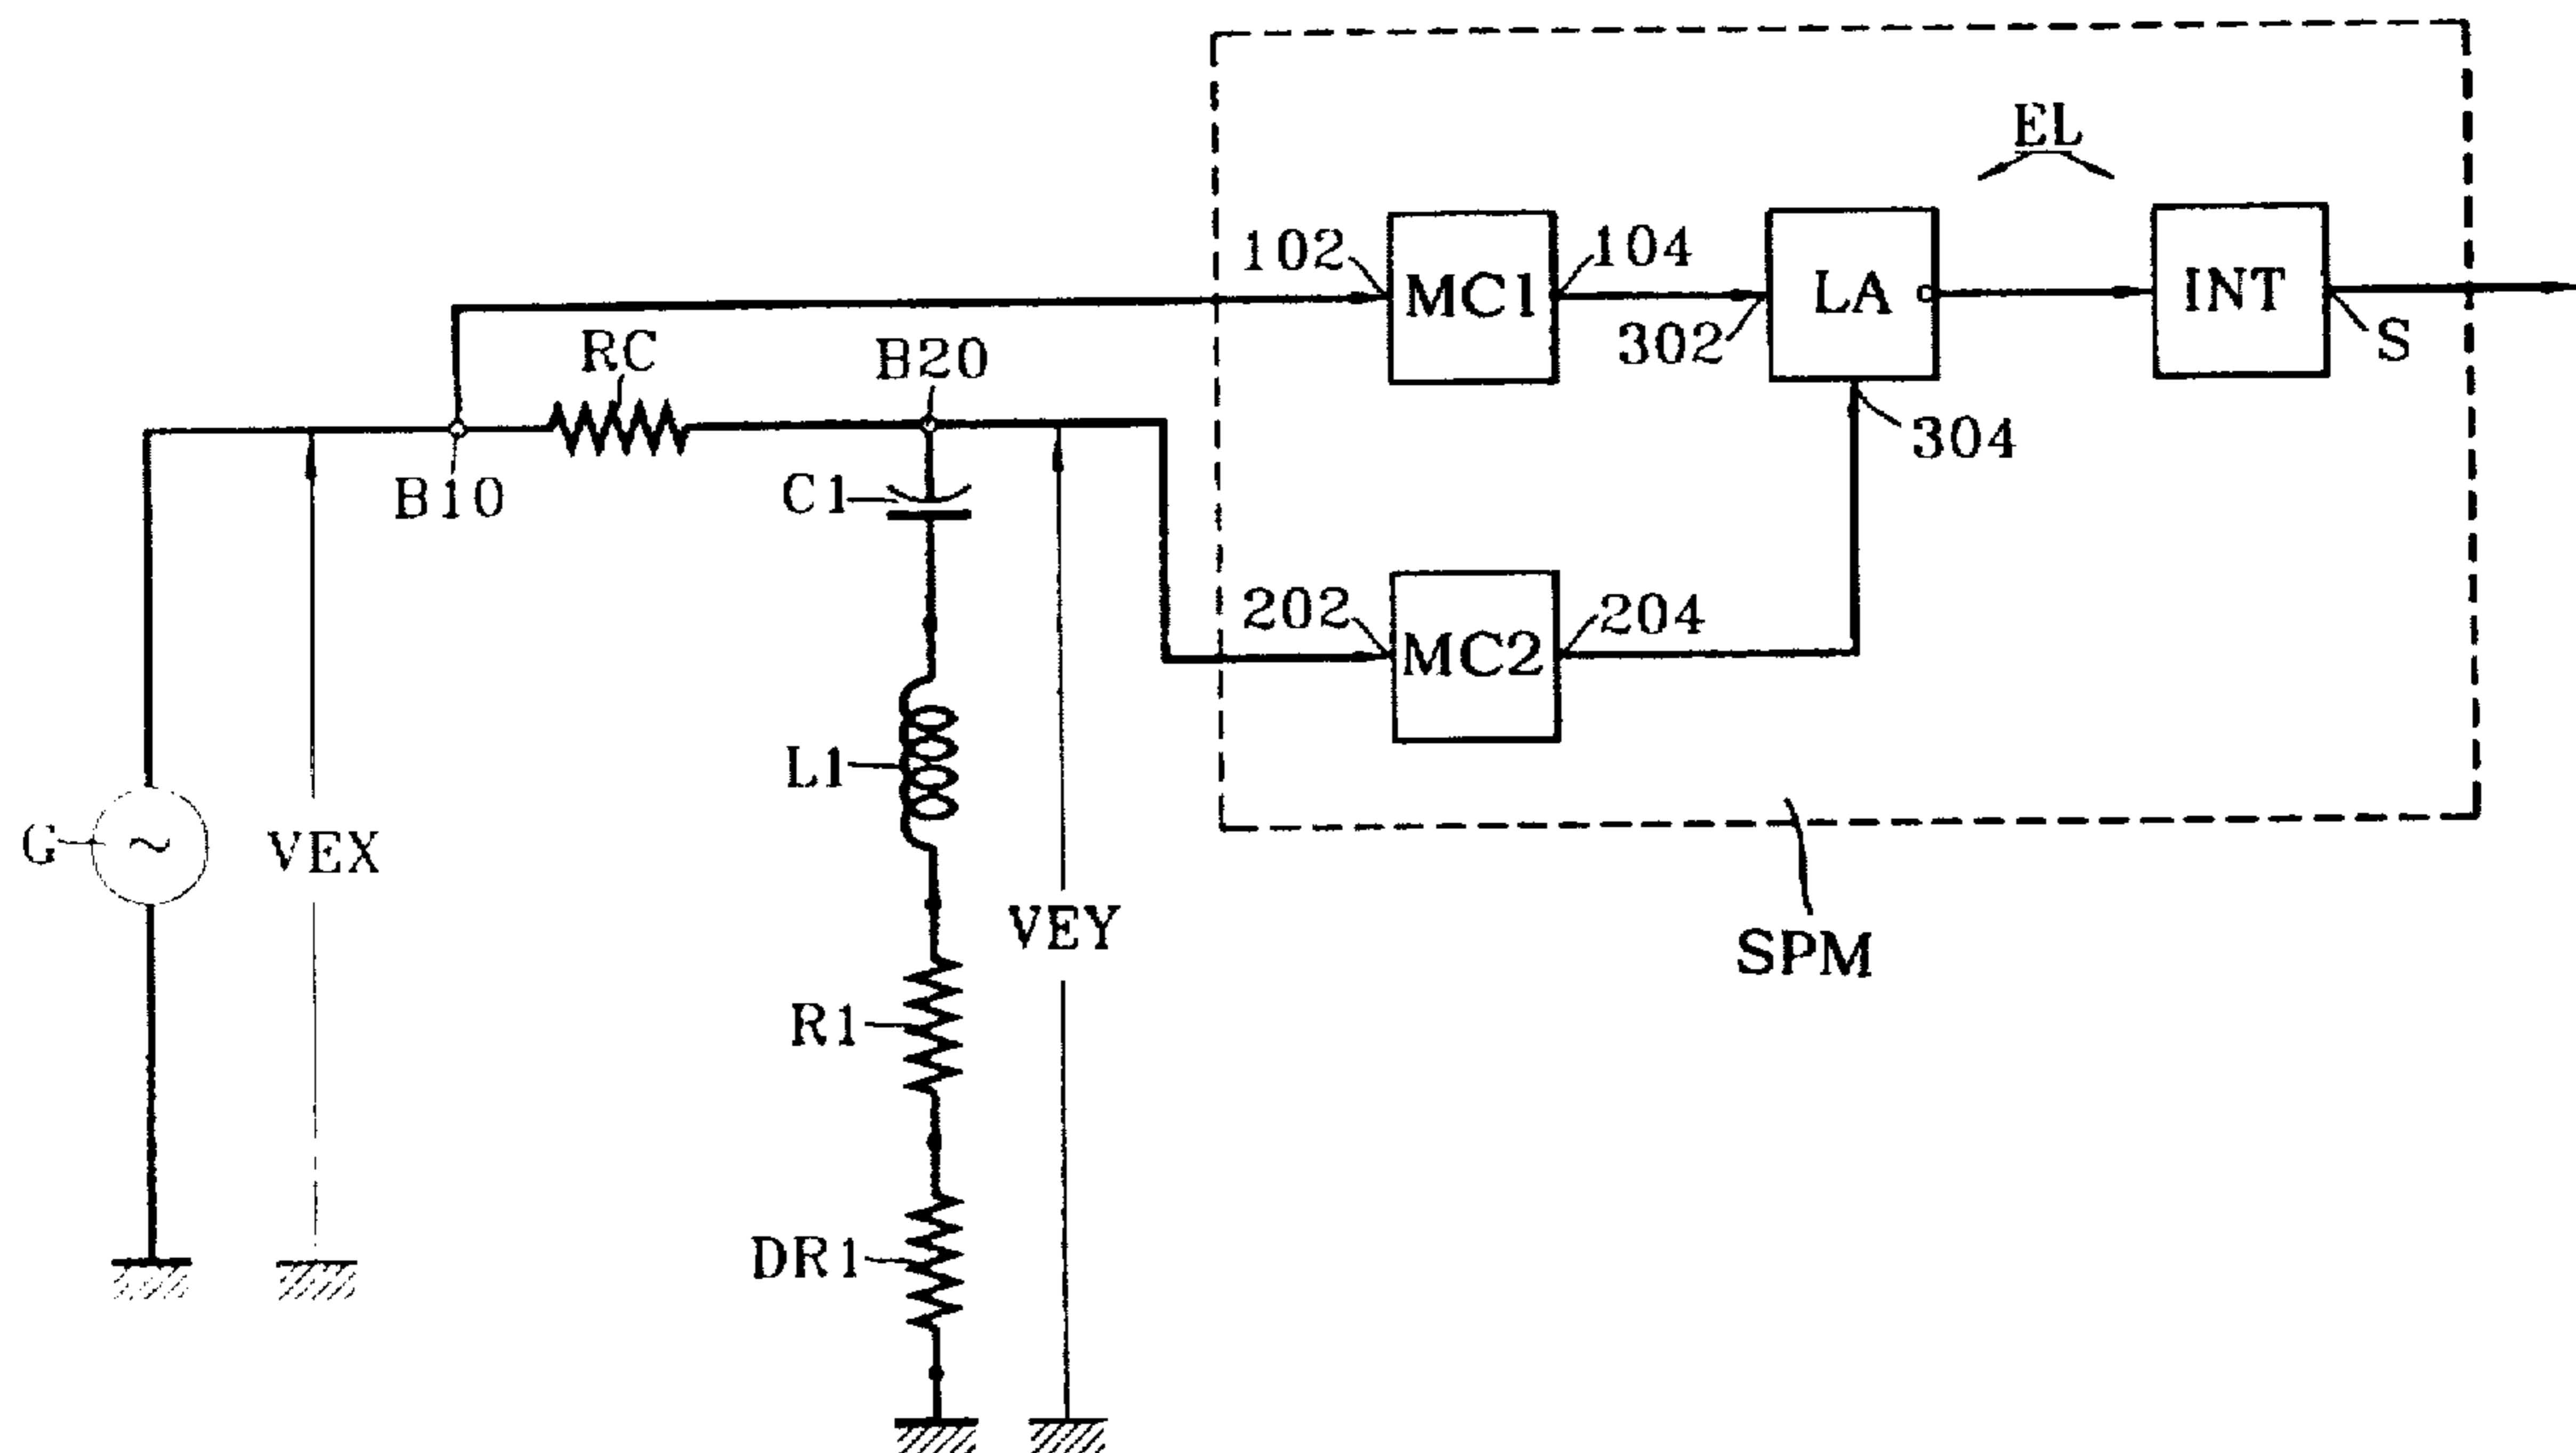 EL
102
MC1
104
302
LA
INT
S
304
RC
B20
B10
C1
202
MC2
204
L1
G
VEX
VEY
SPM
R1
DR1